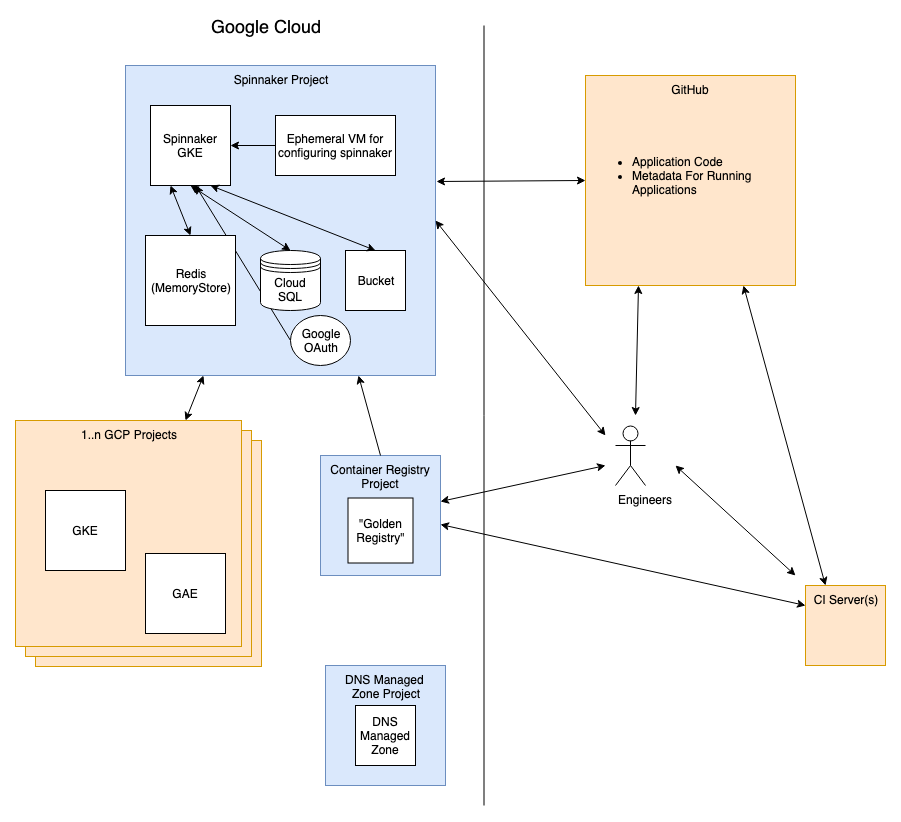 Google Cloud
Spinnaker Project
Spinnaker
GKE
Ephemeral VM for
configuring spinnaker
Redis
(MemoryStore)
Cloud
SQL
Bucket
Google
OAuth
GitHub
• Application Code
• Metadata For Running
Applications
1..n GCP Projects
GKE
GAE
Container Registry
Project
"Golden
Registry"
Engineers
CI Server(s)
DNS Managed
Zone Project
DNS
Managed
Zone